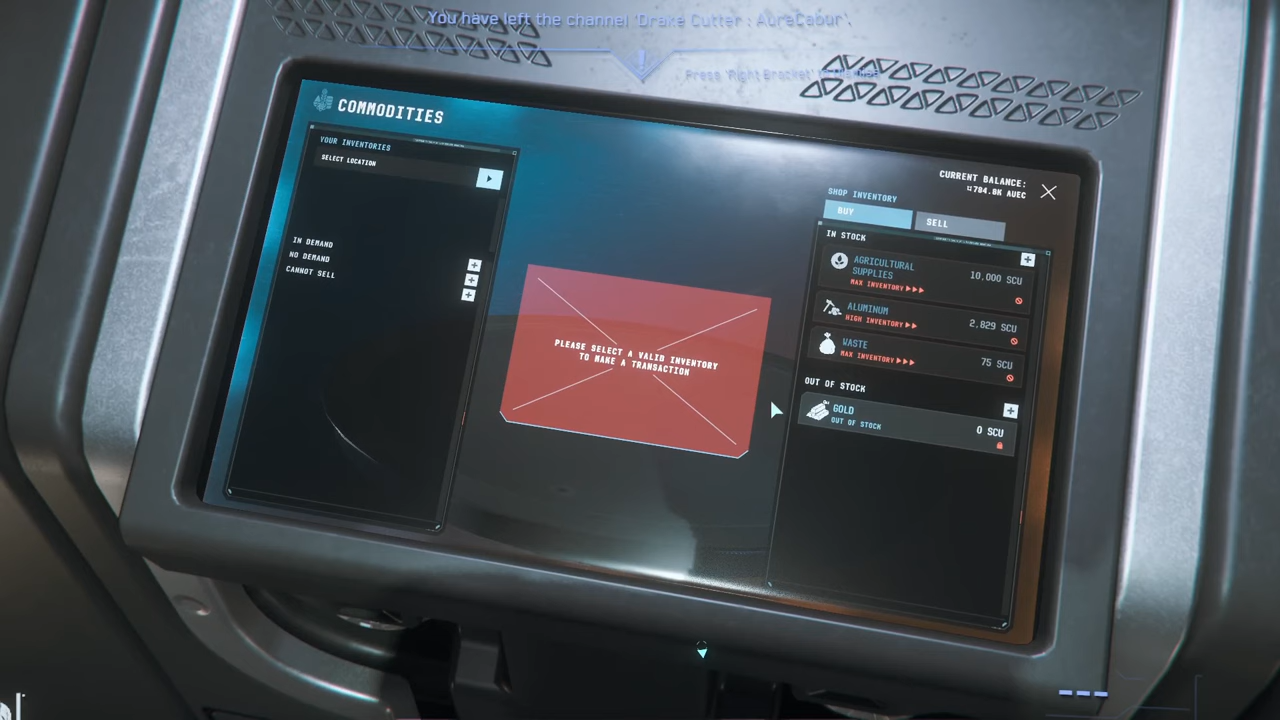 You have left the channel 'Drake Cutter : AureCabur'.
Press 'Right Bracket' to
COMMODITIES
YOUR INVENTORIES
SELECT LOCATION
IN DEMAND
NO DEMAND
CANNOT SELL
PLEASE SELECT A VALID INVENTORY
TO MAKE A TRANSACTION
CURRENT BALANCE:
¤784.8K AUEC
SHOP INVENTORY
BUY
SELL
IN STOCK
AGRICULTURAL
SUPPLIES
10,000 SCU
MAX INVENTORY
ALUMINUM
2,829 SCU
HIGH INVENTORY
WASTE
75 SCU
MAX INVENTORY
OUT OF STOCK
GOLD
0 SCU
OUT OF STOCK